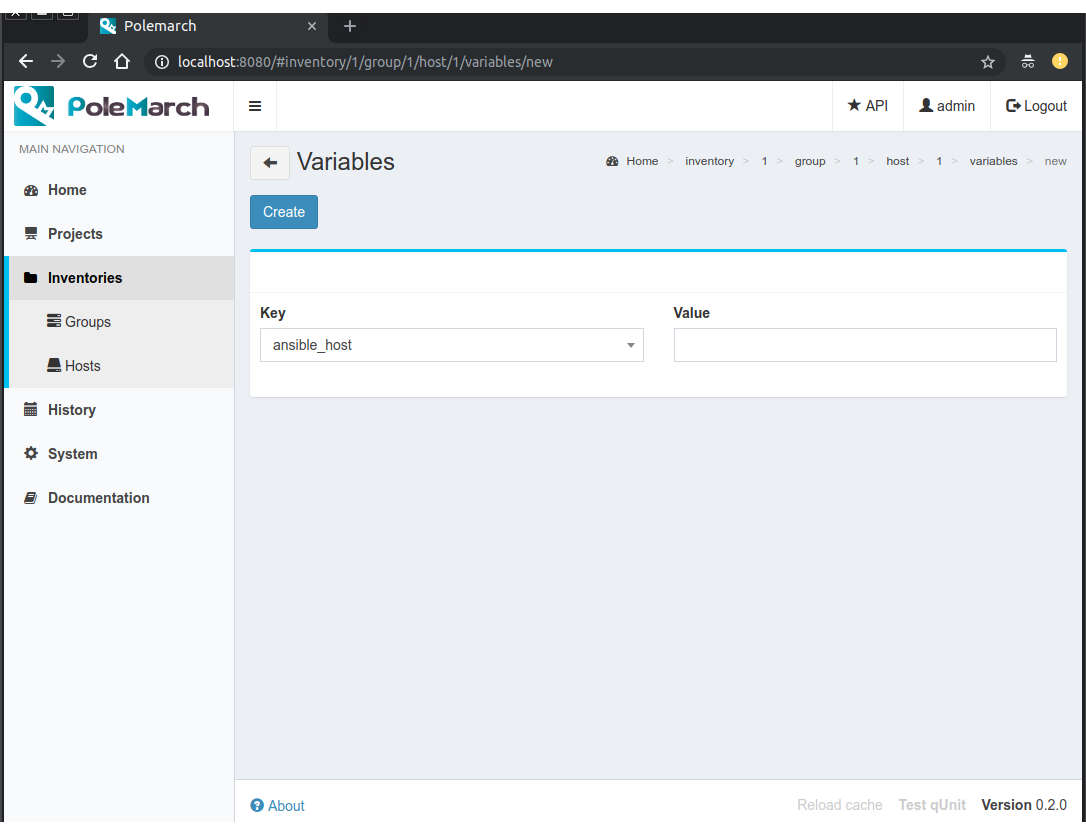 Polemarch
localhost:8080/#inventory/1/group/1/host/1/variables/new
PoleMarch
API admin Logout
MAIN NAVIGATION
Variables
Home > inventory > 1 > group > 1 > host > 1 > variables > new
Home
Create
Projects
Inventories
Key Value
Groups
ansible_host
Hosts
History
System
Documentation
About
Reload cache Test qUnit Version 0.2.0